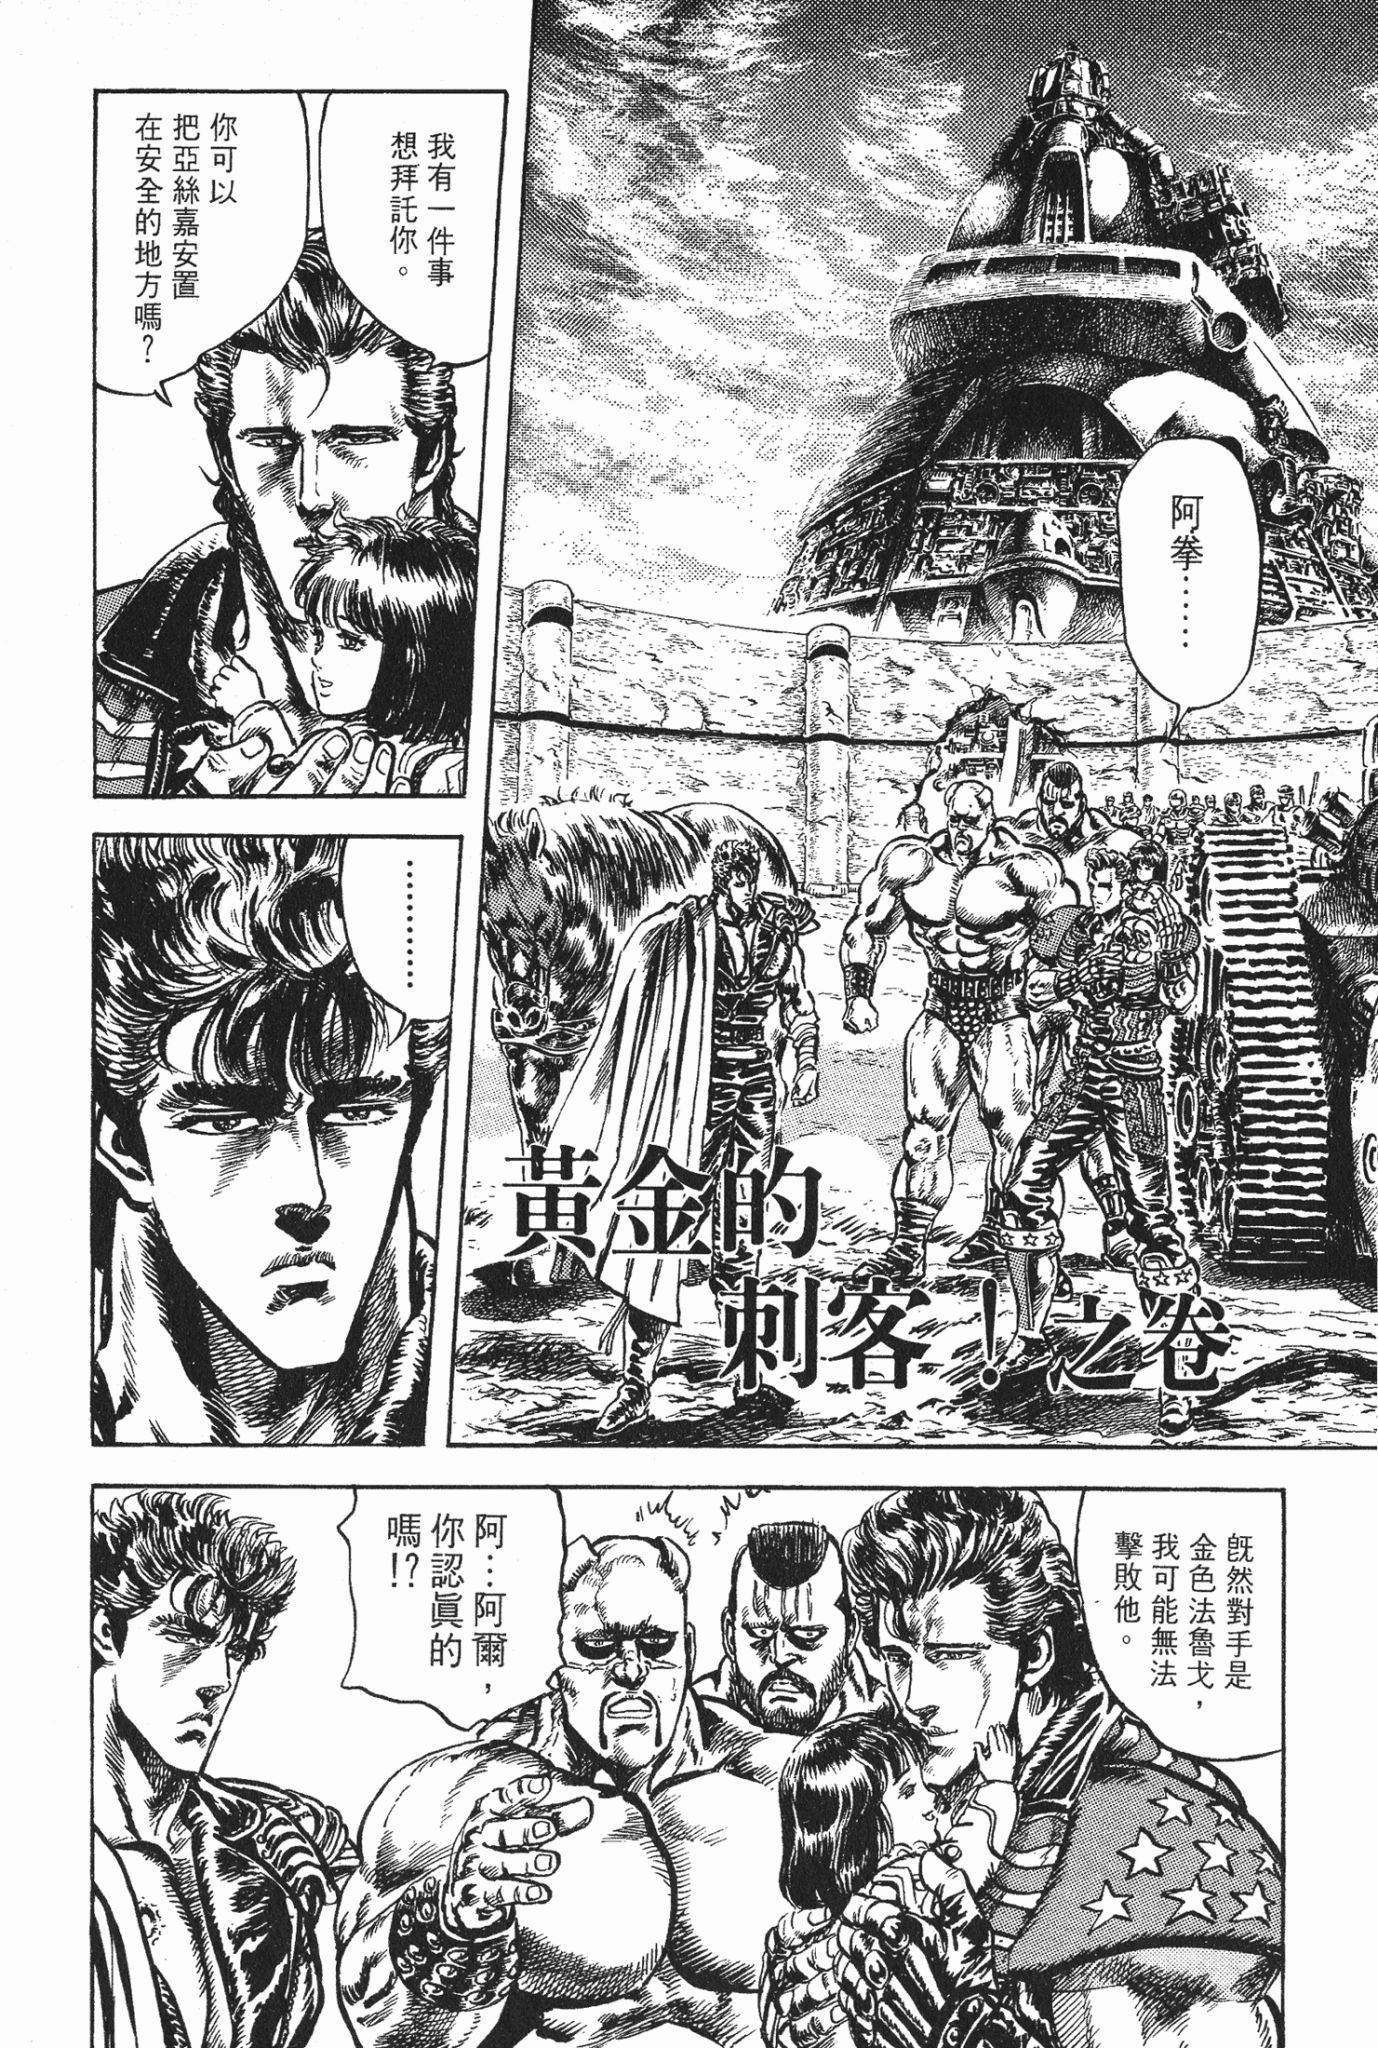 阿拳……
黃金的
刺客！之卷
我有一件事
想拜託你。
你可以
把亞絲嘉安置
在安全的地方嗎？
…………
既然對手是
金色法魯戈，
我可能無法
擊敗他。
阿…阿爾，
你認眞的
嗎!?